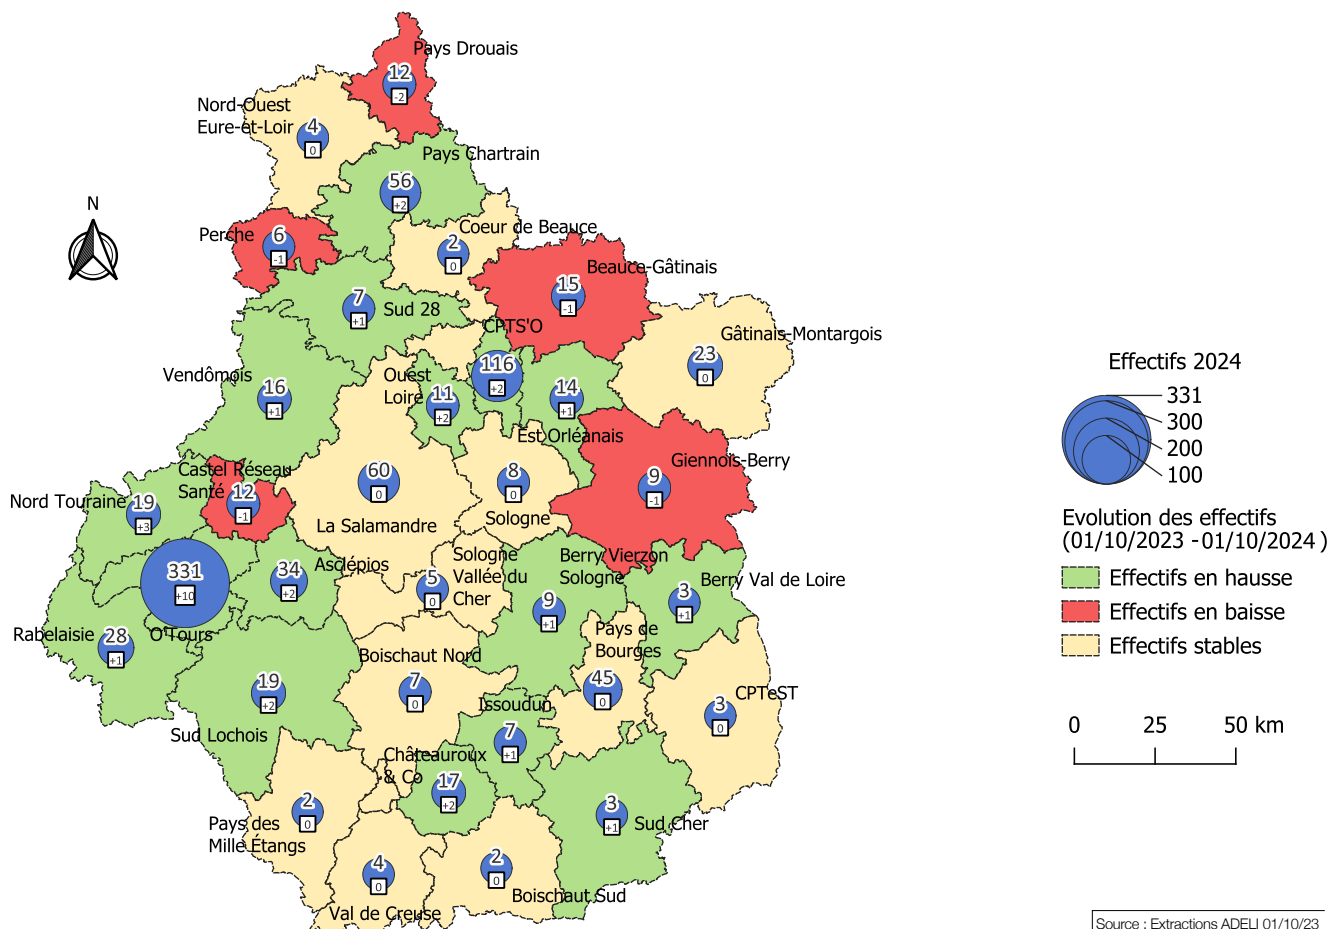 Pays Drouais
12
-2
Nord-Ouest
Eure-et-Loir
4
0
Pays Chartrain
56
+2
N
Perche
6
-1
Coeur de Beauce
2
0
Beauce-Gâtinais
15
-1
Sud 28
7
+1
CPTS'O
116
+2
Gâtinais-Montargois
23
0
Vendômois
16
+1
Ouest
Loire
11
+2
14
+1
Est Orléanais
Giennois-Berry
9
-1
Castel Réseau
Santé
12
-1
60
0
La Salamandre
8
0
Sologne
Nord Touraine
19
+3
331
+10
O'Tours
Asclépios
34
+2
Sologne
Vallée du
Cher
5
0
Berry Vierzon
Sologne
9
+1
Berry Val de Loire
3
+1
Rabelaisie
28
+1
Pays de
Bourges
45
0
Boischaut Nord
7
0
19
+2
Sud Lochois
CPTeST
3
0
Issoudun
7
+1
Châteauroux
& Co
17
+2
2
0
Pays des
Mille Étangs
3
+1
Sud Cher
4
0
Val de Creuse
2
0
Boischaut Sud
Effectifs 2024
331
300
200
100
Evolution des effectifs
(01/10/2023 -01/10/2024 )
Effectifs en hausse
Effectifs en baisse
Effectifs stables
0 25 50 km
Source : Extractions ADELI 01/10/23